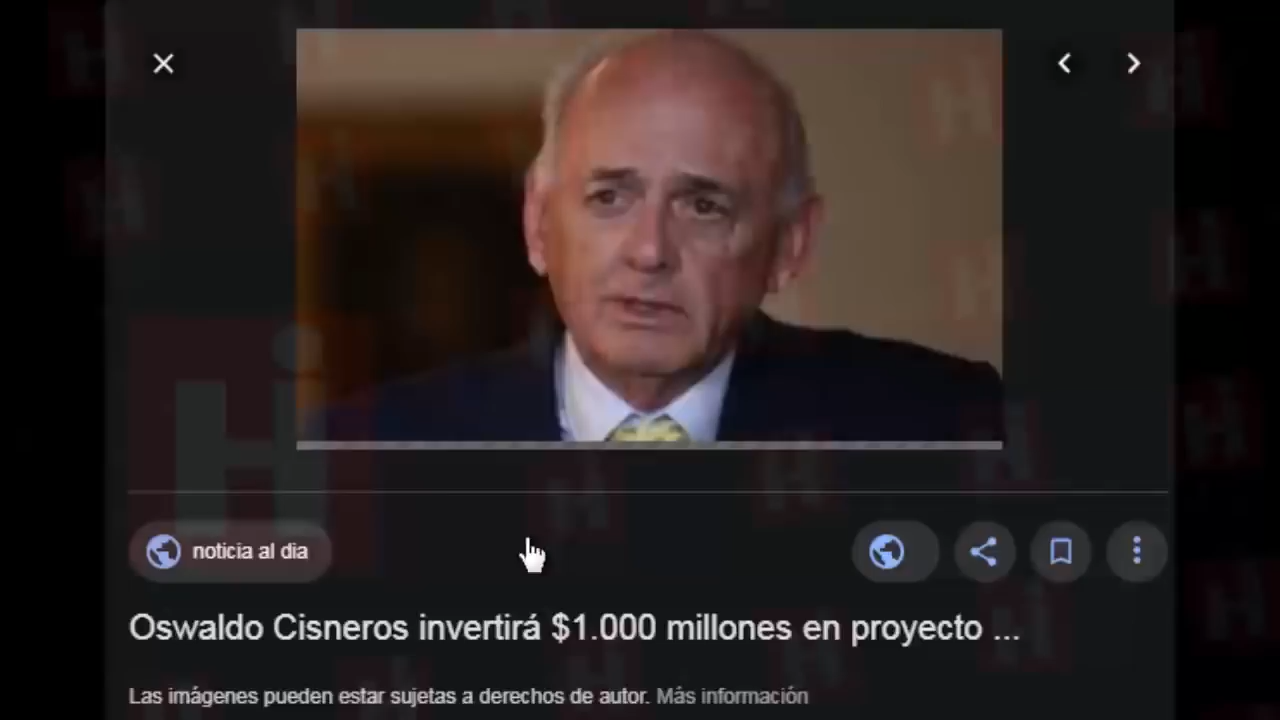 noticia al dia
Oswaldo Cisneros invertirá $1.000 millones en proyecto ...
Las imágenes pueden estar sujetas a derechos de autor. Más información
Hi